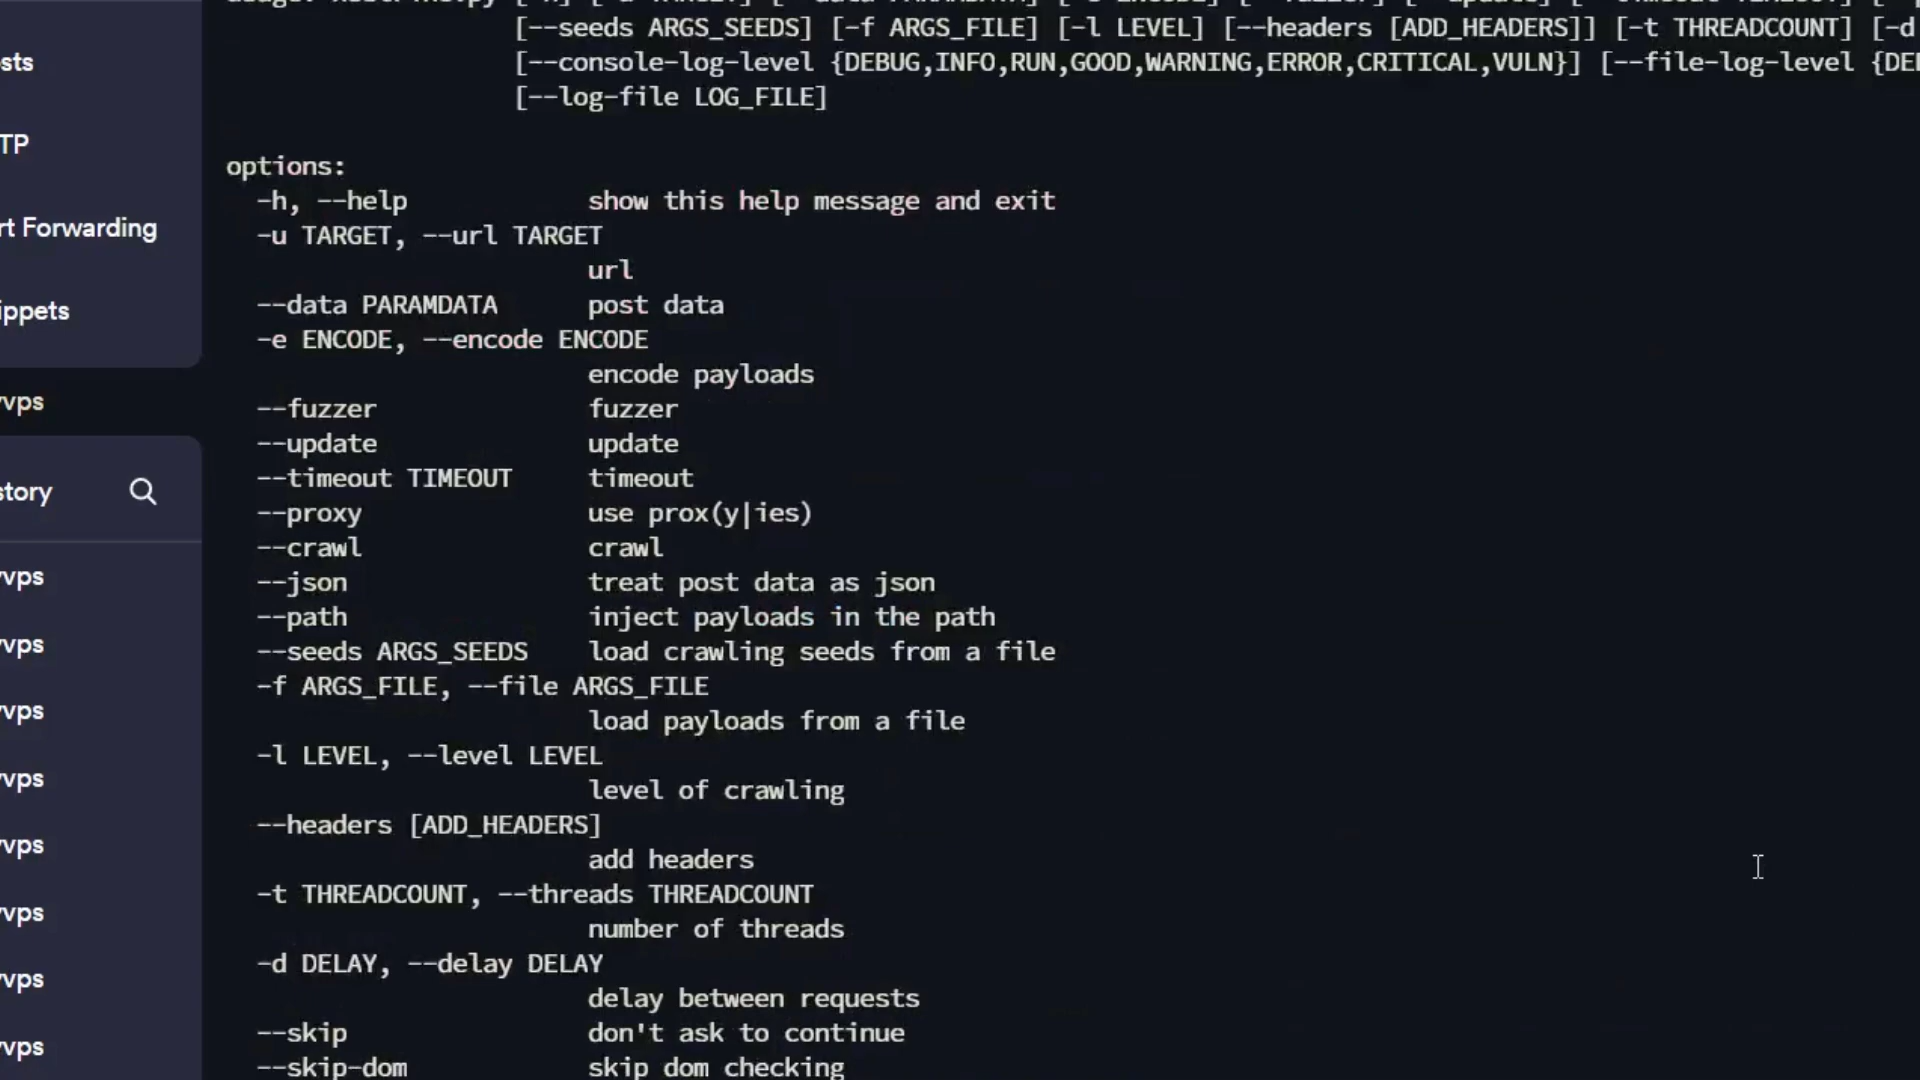 [--seeds ARGS_SEEDS] [-f ARGS_FILE] [-l LEVEL] [--headers [ADD_HEADERS]] [-t THREADCOUNT] [-d
[--console-log-level {DEBUG,INFO,RUN,GOOD,WARNING,ERROR,CRITICAL,VULN}] [--file-log-level {DE
[--log-file LOG_FILE]
options:
-h, --help show this help message and exit
-u TARGET, --url TARGET
url
--data PARAMDATA post data
-e ENCODE, --encode ENCODE
encode payloads
--fuzzer fuzzer
--update update
--timeout TIMEOUT timeout
--proxy use prox(y|ies)
--crawl crawl
--json treat post data as json
--path inject payloads in the path
--seeds ARGS_SEEDS load crawling seeds from a file
-f ARGS_FILE, --file ARGS_FILE
load payloads from a file
-l LEVEL, --level LEVEL
level of crawling
--headers [ADD_HEADERS]
add headers
-t THREADCOUNT, --threads THREADCOUNT
number of threads
-d DELAY, --delay DELAY
delay between requests
--skip don't ask to continue
--skip-dom skip dom checking
sts
TP
rt Forwarding
ippets
vps
story
vps
vps
vps
vps
vps
vps
vps
vps